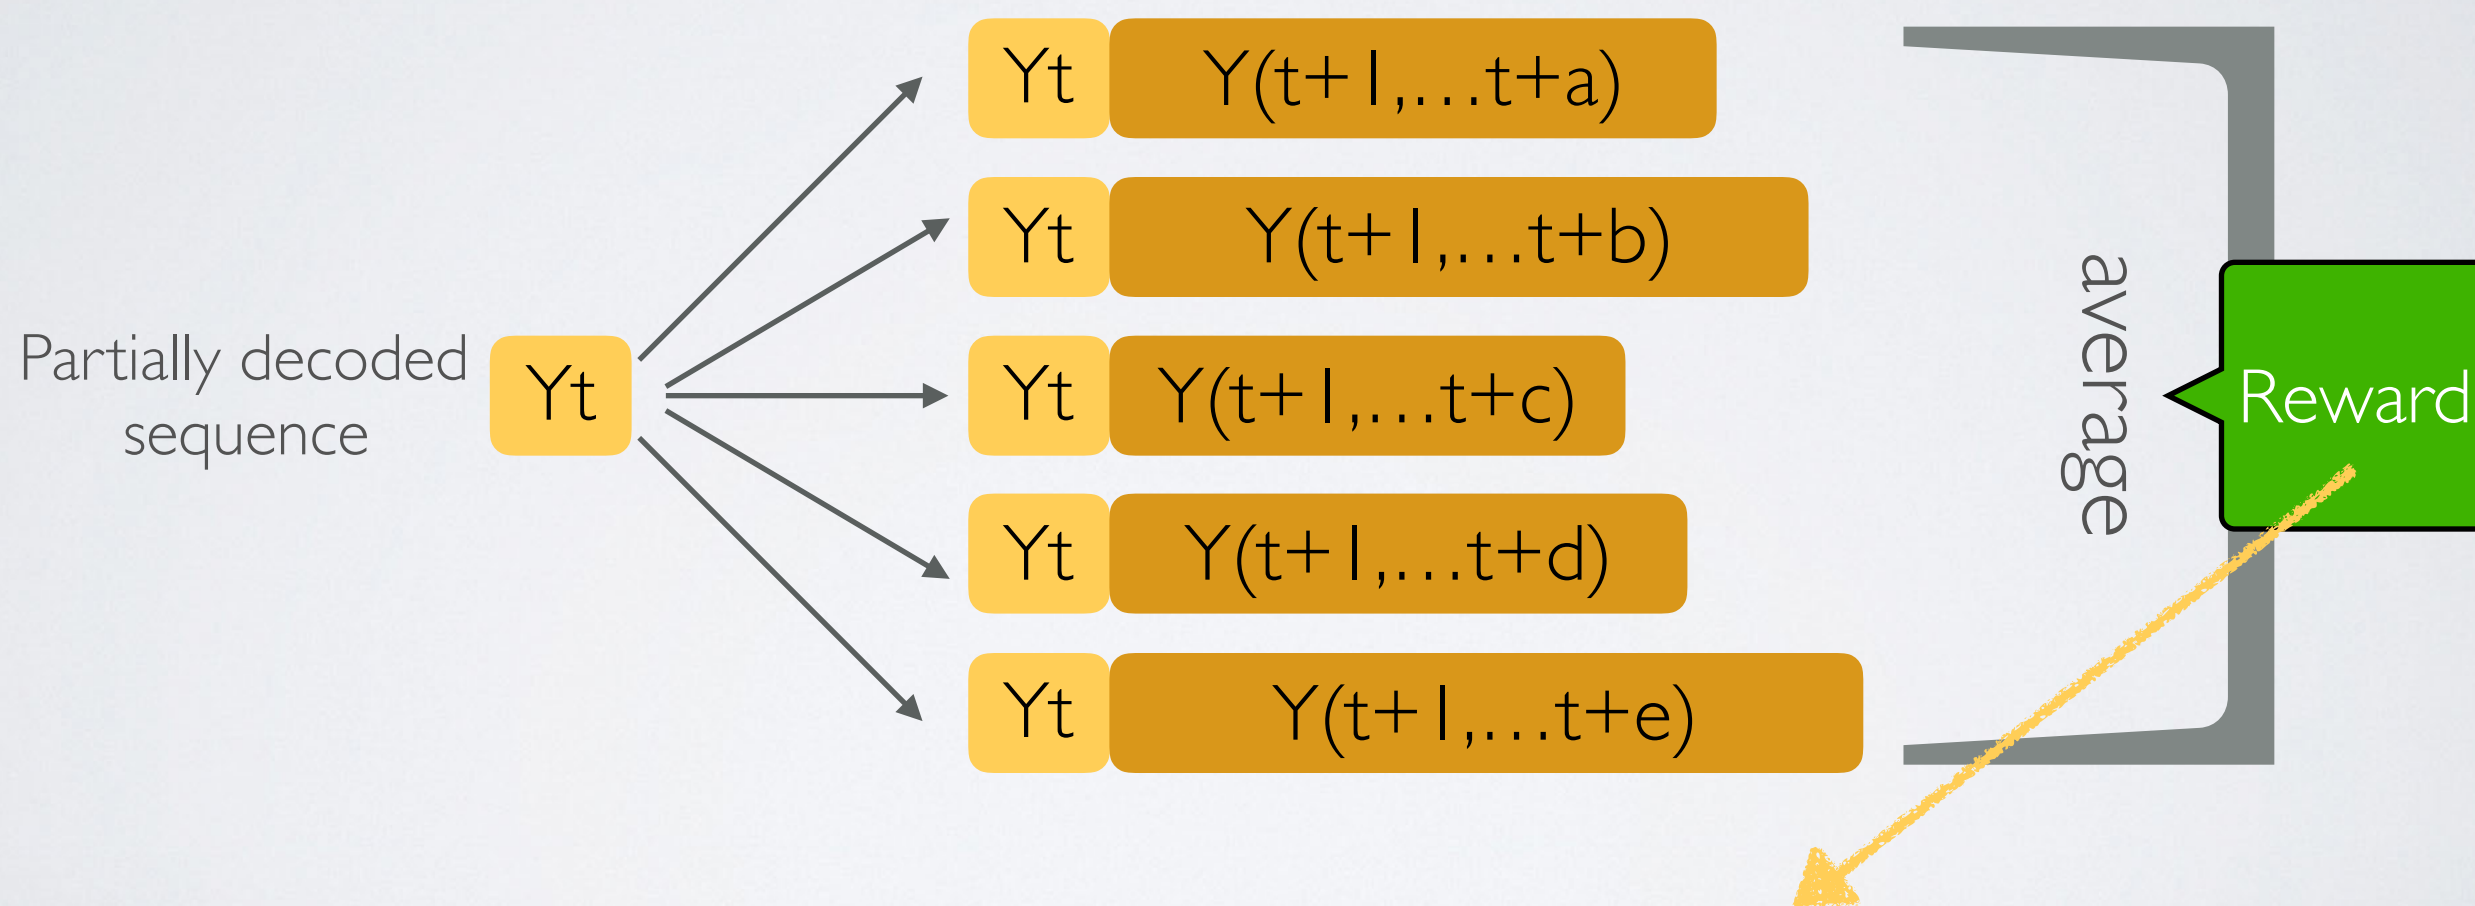 Yt Y(t+1,...t+a)
Yt Y(t+1,...t+b)
Partially decoded
sequence
Yt
Yt Y(t+1,...t+c)
Yt Y(t+1,...t+d)
Yt Y(t+1,...t+e)
average
Reward